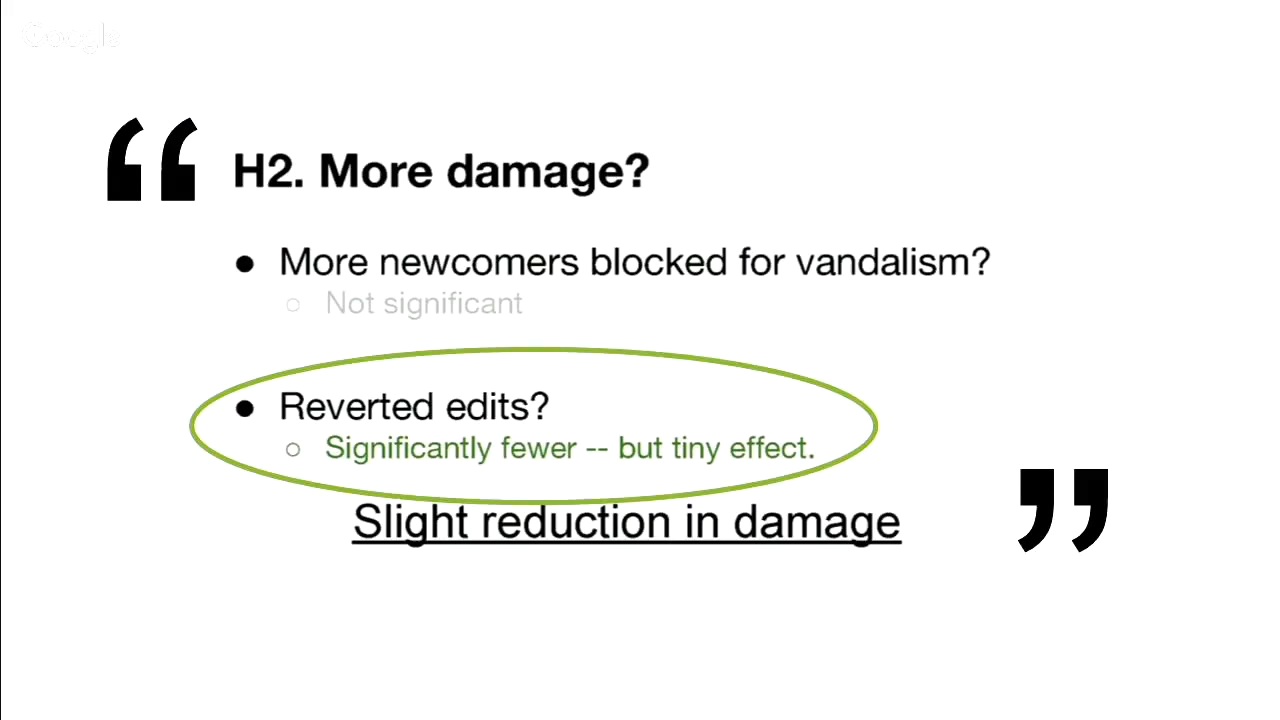 Google
“
H2. More damage?
● More newcomers blocked for vandalism?
○ Not significant
● Reverted edits?
○ Significantly fewer -- but tiny effect.
Slight reduction in damage
”